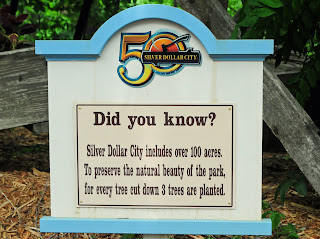 50
SILVER DOLLAR CITY
Did you know?
Silver Dollar City includes over 100 acres.
To preserve the natural beauty of the park,
for every tree cut down 3 trees are planted.